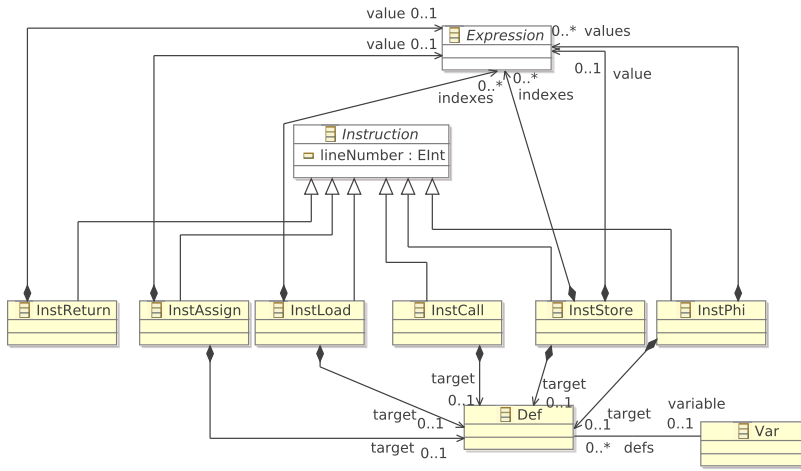 value 0..1
Expression
0..* values
value 0..1
0..1
value
0..*
0..*
indexes
indexes
Instruction
lineNumber : EInt
InstReturn
InstAssign
InstLoad
InstCall
InstStore
InstPhi
target
target
0..1
0..1
variable
target
0..1
Def
target
0..1
0..1
Var
target
0..1
0..* defs